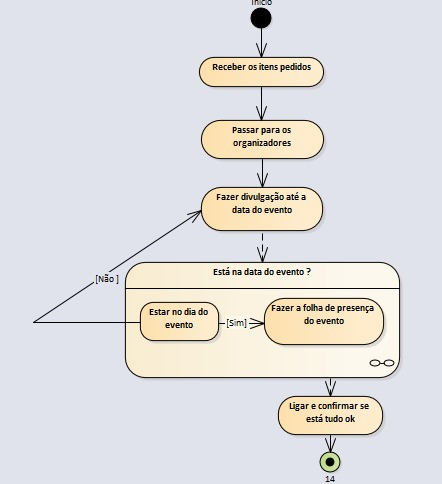 Início
Receber os itens pedidos
Passar para os
organizadores
Fazer divulgação até a
data do evento
[Não ]
Está na data do evento ?
Estar no dia do
evento
[Sim]
Fazer a folha de presença
do evento
Ligar e confirmar se
está tudo ok
14